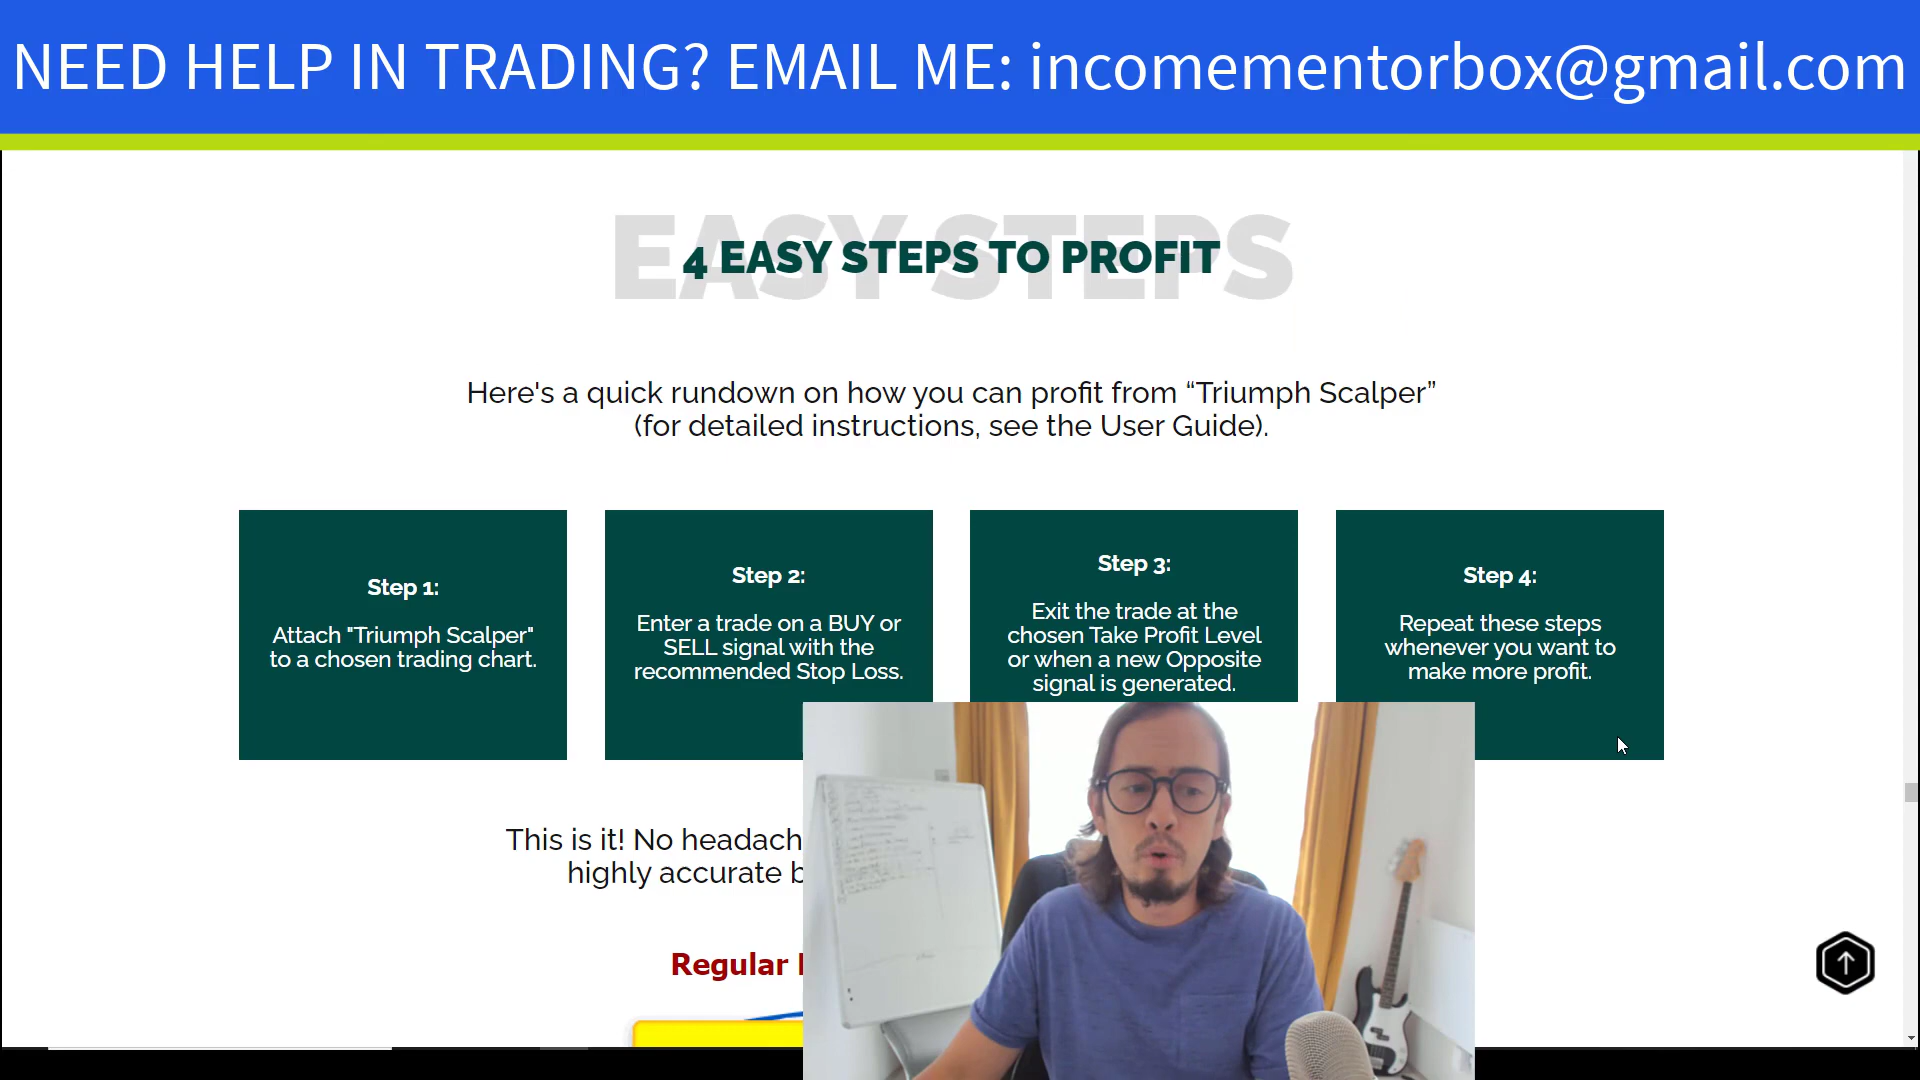 NEED HELP IN TRADING? EMAIL ME: incomementorbox@gmail.com
EASY STEPS
4 EASY STEPS TO PROFIT
Here's a quick rundown on how you can profit from “Triumph Scalper”
(for detailed instructions, see the User Guide).
Step 1:
Attach "Triumph Scalper"
to a chosen trading chart.
Step 2:
Enter a trade on a BUY or
SELL signal with the
recommended Stop Loss.
Step 3:
Exit the trade at the
chosen Take Profit Level
or when a new Opposite
signal is generated.
Step 4:
Repeat these steps
whenever you want to
make more profit.
This is it! No headach
highly accurate b
Regular